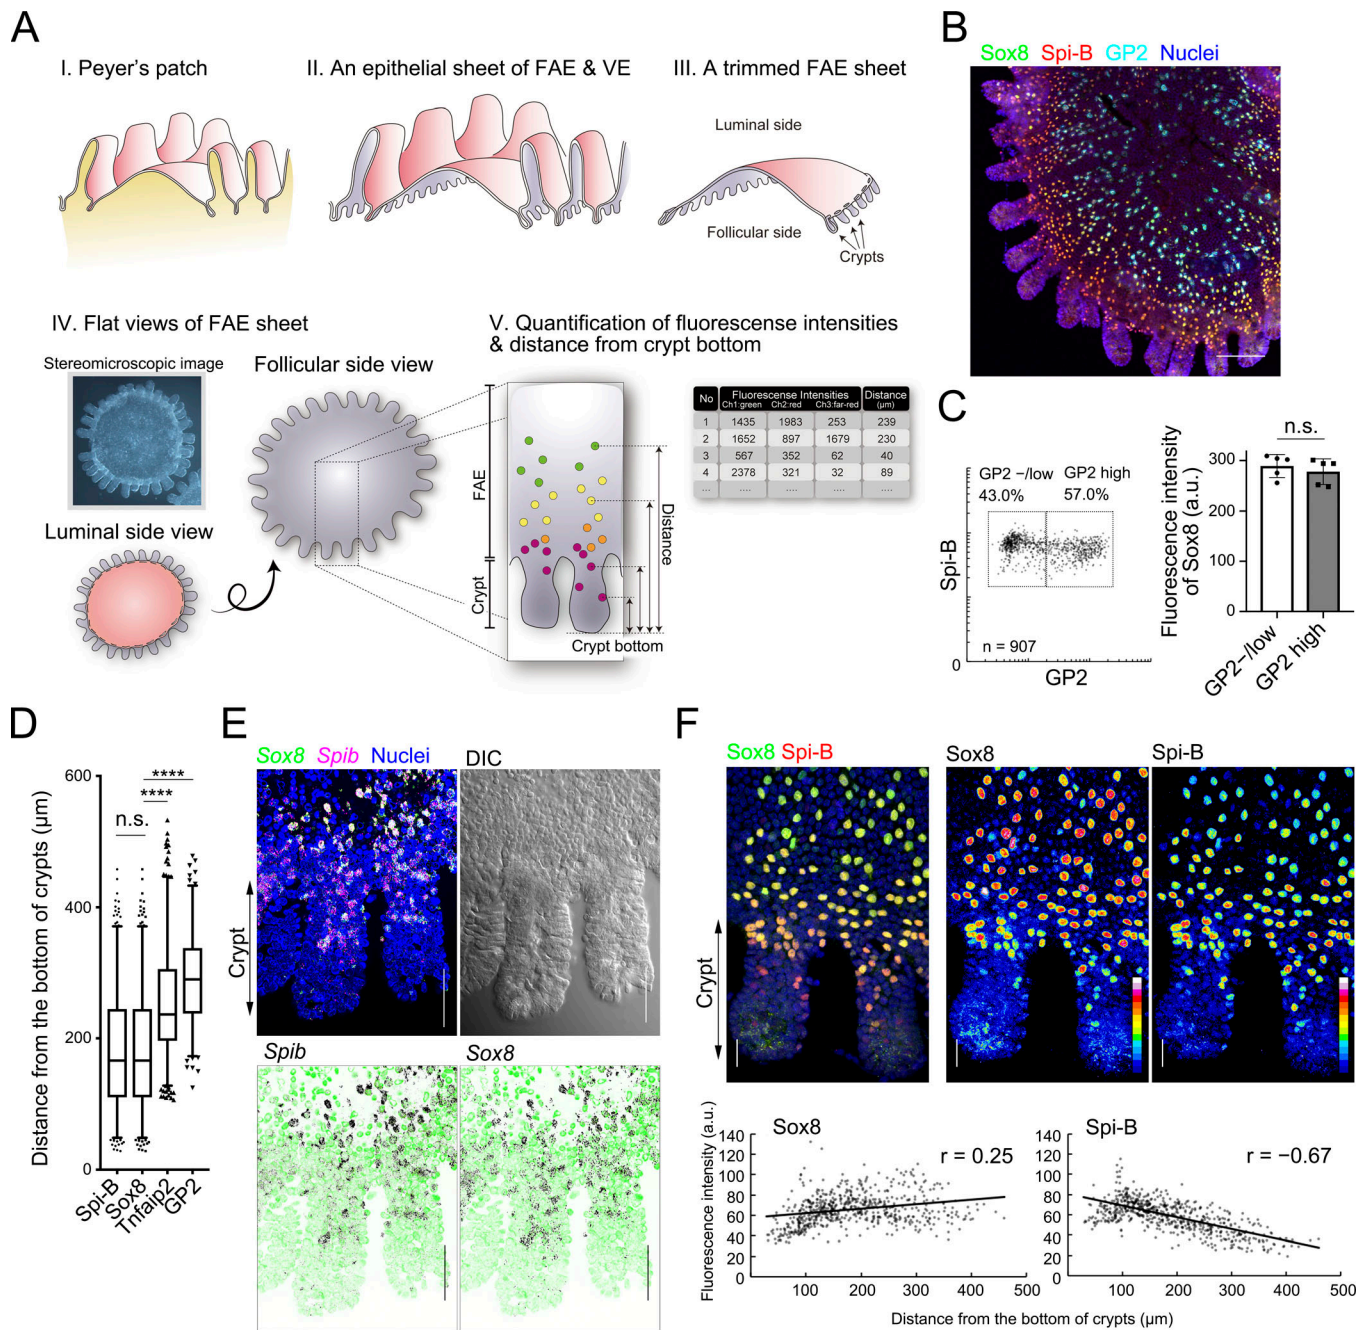 A
I. Peyer's patch
II. An epithelial sheet of FAE & VE
III. A trimmed FAE sheet
Luminal side
Follicular side
Crypts
IV. Flat views of FAE sheet
Stereomicroscopic image
Follicular side view
Luminal side view
V. Quantification of fluorescense intensities
& distance from crypt bottom
FAE
Crypt
Distance
Crypt bottom
No Fluorescense Intensities Distance
Ch1:green Ch2:red Ch3:far-red (µm)
1 1435 1983 253 239
2 1652 897 1679 230
3 567 352 62 40
4 2378 321 32 89
... .... .... .... ....
B
Sox8 Spi-B GP2 Nuclei
C
GP2 −/low GP2 high
43.0% 57.0%
Spi-B
n = 907
0
0
GP2
n.s.
Fluorescence intensity
of Sox8 (a.u.)
300
200
100
0
GP2−/low
GP2 high
D
Distance from the bottom of crypts (µm)
600
400
200
0
****
****
n.s.
Spi-B
Sox8
Tnfaip2
GP2
E
Sox8 Spib Nuclei
DIC
Crypt
Spib
Sox8
F
Sox8 Spi-B
Sox8
Spi-B
Crypt
Fluorescence intensity (a.u.)
Sox8
r = 0.25
140
120
100
80
60
40
20
0
100 200 300 400 500
Spi-B
r = −0.67
140
120
100
80
60
40
20
0
100 200 300 400 500
Distance from the bottom of crypts (µm)